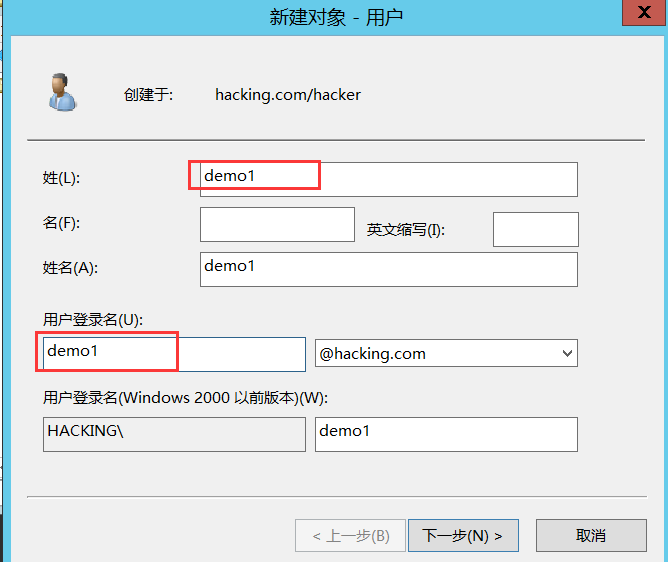 新建对象 - 用户
X
创建于: hacking.com/hacker
姓(L): demo1
名(F): 英文缩写(I):
姓名(A): demo1
用户登录名(U):
demo1 @hacking.com
用户登录名(Windows 2000 以前版本)(W):
HACKING\ demo1
< 上一步(B) 下一步(N) > 取消